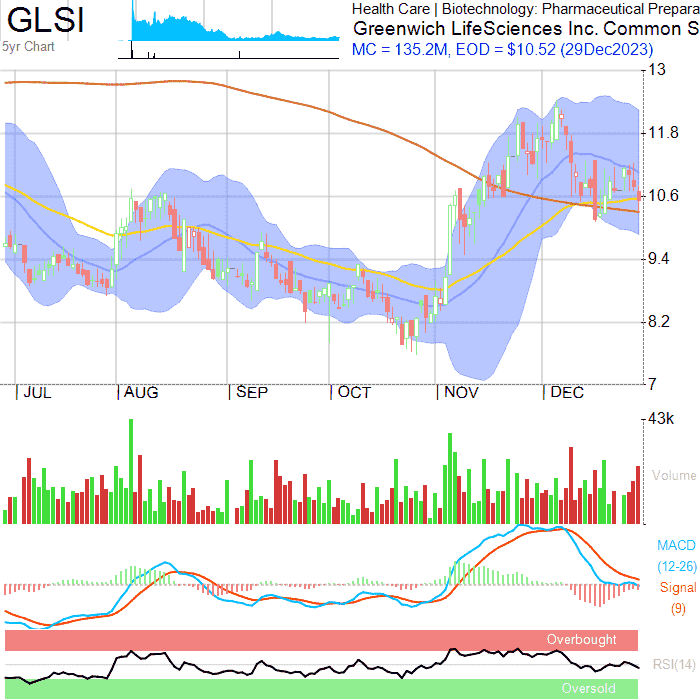 GLSI
5yr Chart
Health Care | Biotechnology: Pharmaceutical Prepara
Greenwich LifeSciences Inc. Common S
MC = 135.2M, EOD = $10.52 (29Dec2023)
13
11.8
10.6
9.4
8.2
7
JUL AUG SEP OCT NOV DEC
43k
Volume
MACD
(12-26)
Signal
(9)
Overbought
RSI(14)
Oversold